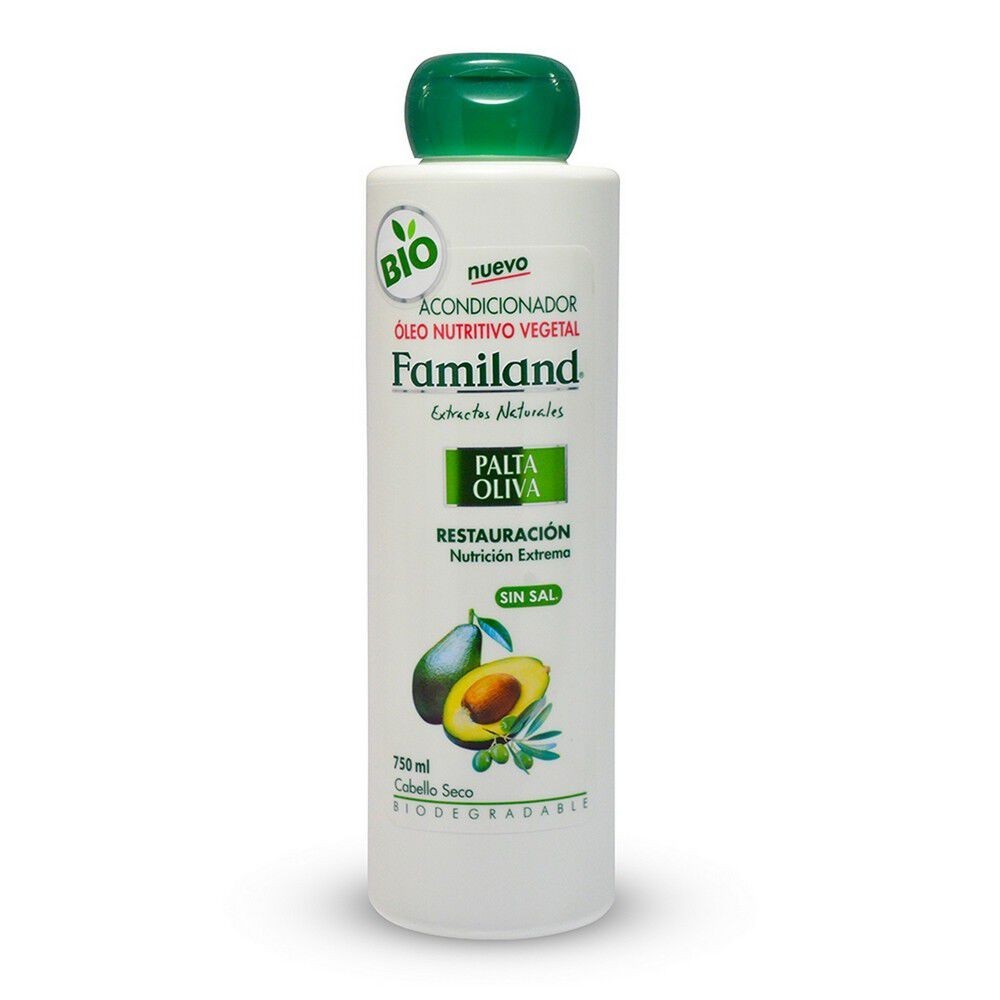 BIO
nuevo
ACONDICIONADOR
ÓLEO NUTRITIVO VEGETAL
Familand®
Extractos Naturales
PALTA
OLIVA
RESTAURACIÓN
Nutrición Extrema
SIN SAL.
750 ml
Cabello Seco
BIODEGRADABLE